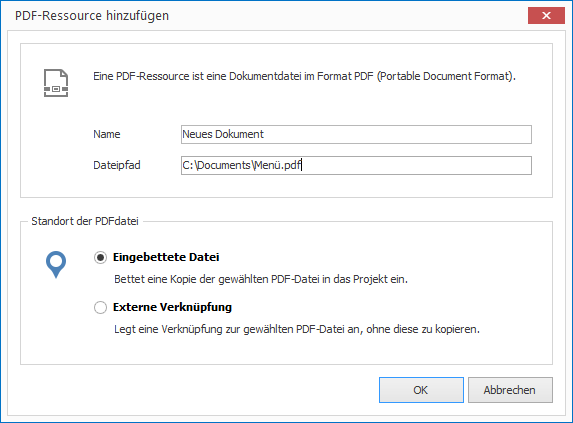 PDF-Ressource hinzufügen
Eine PDF-Ressource ist eine Dokumentdatei im Format PDF (Portable Document Format).
Name Neues Dokument
Dateipfad C:\Documents\Menü.pdf
Standort der PDFdatei
Eingebettete Datei
Bettet eine Kopie der gewählten PDF-Datei in das Projekt ein.
Externe Verknüpfung
Legt eine Verknüpfung zur gewählten PDF-Datei an, ohne diese zu kopieren.
OK Abbrechen